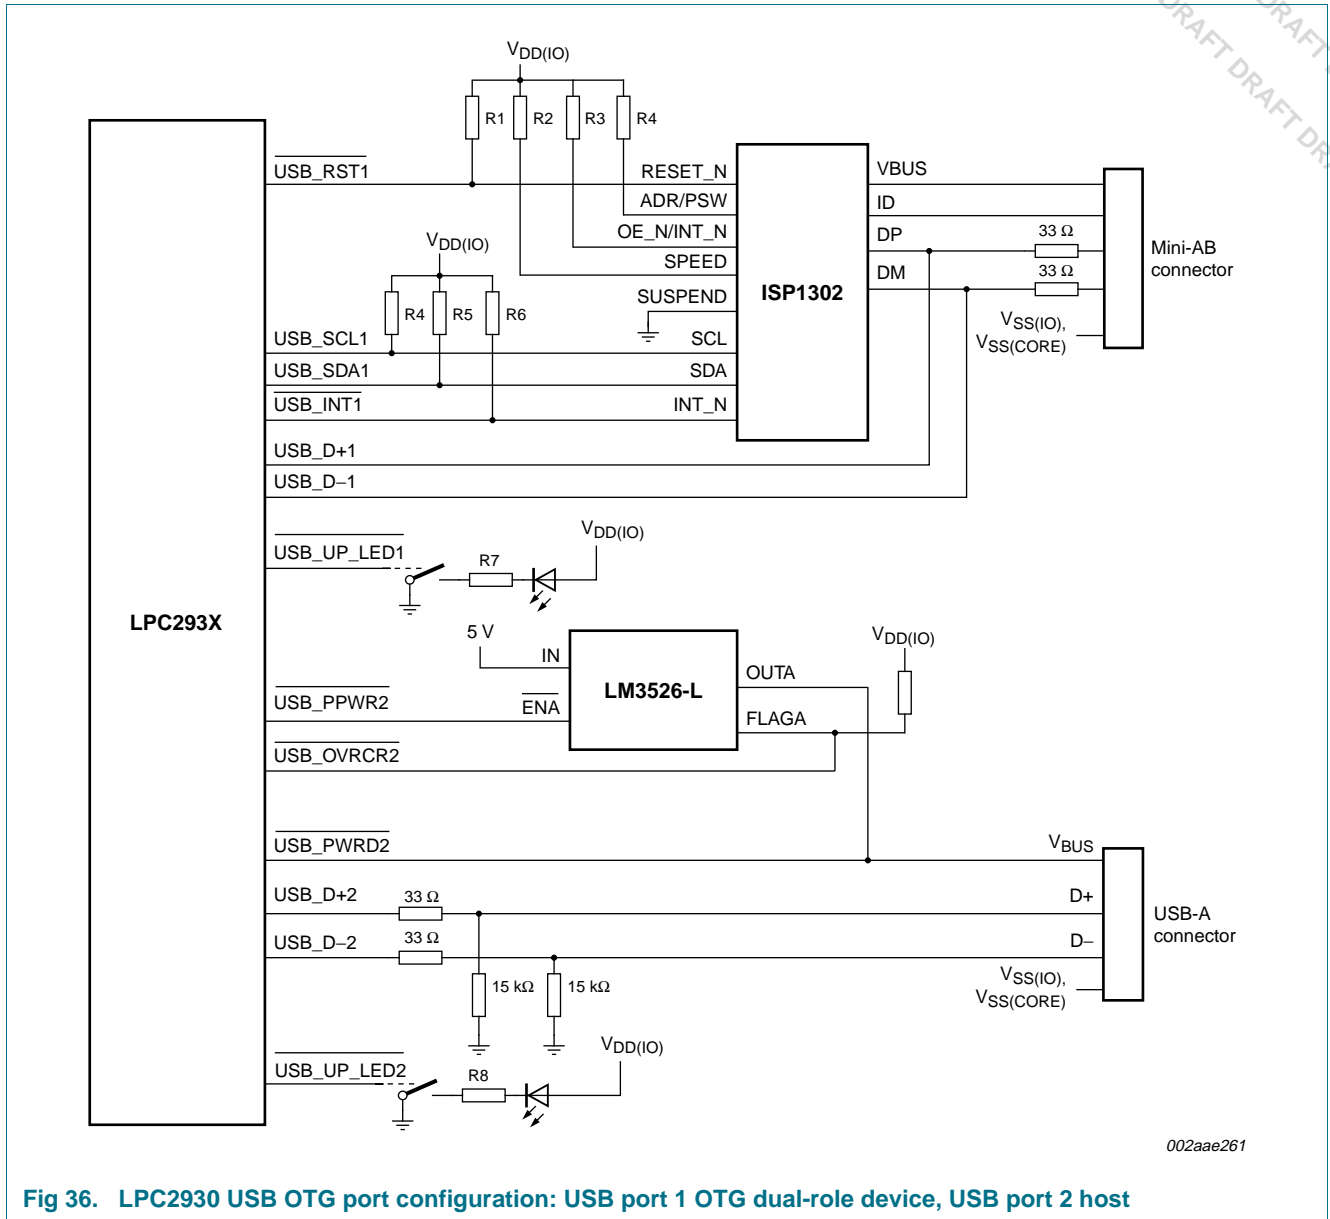 DRAFT DRAFT DRAFT
DRAFT
VDD(IO)
R1 R2 R3 R4
USB_RST1
RESET_N
VBUS
ADR/PSW
ID
OE_N/INT_N
DP
33 Ω
SPEED
DM
33 Ω
Mini-AB
connector
VDD(IO)
SUSPEND
ISP1302
R4 R5 R6
VSS(IO),
VSS(CORE)
USB_SCL1
SCL
USB_SDA1
SDA
USB_INT1
INT_N
USB_D+1
USB_D−1
VDD(IO)
USB_UP_LED1
R7
LPC293X
5 V
IN
VDD(IO)
OUTA
LM3526-L
USB_PPWR2
ENA
FLAGA
USB_OVRCR2
USB_PWRD2
VBUS
USB_D+2
33 Ω
D+
USB-A
connector
USB_D−2
33 Ω
D−
15 kΩ
15 kΩ
VSS(IO),
VSS(CORE)
VDD(IO)
USB_UP_LED2
R8
002aae261
Fig 36. LPC2930 USB OTG port configuration: USB port 1 OTG dual-role device, USB port 2 host